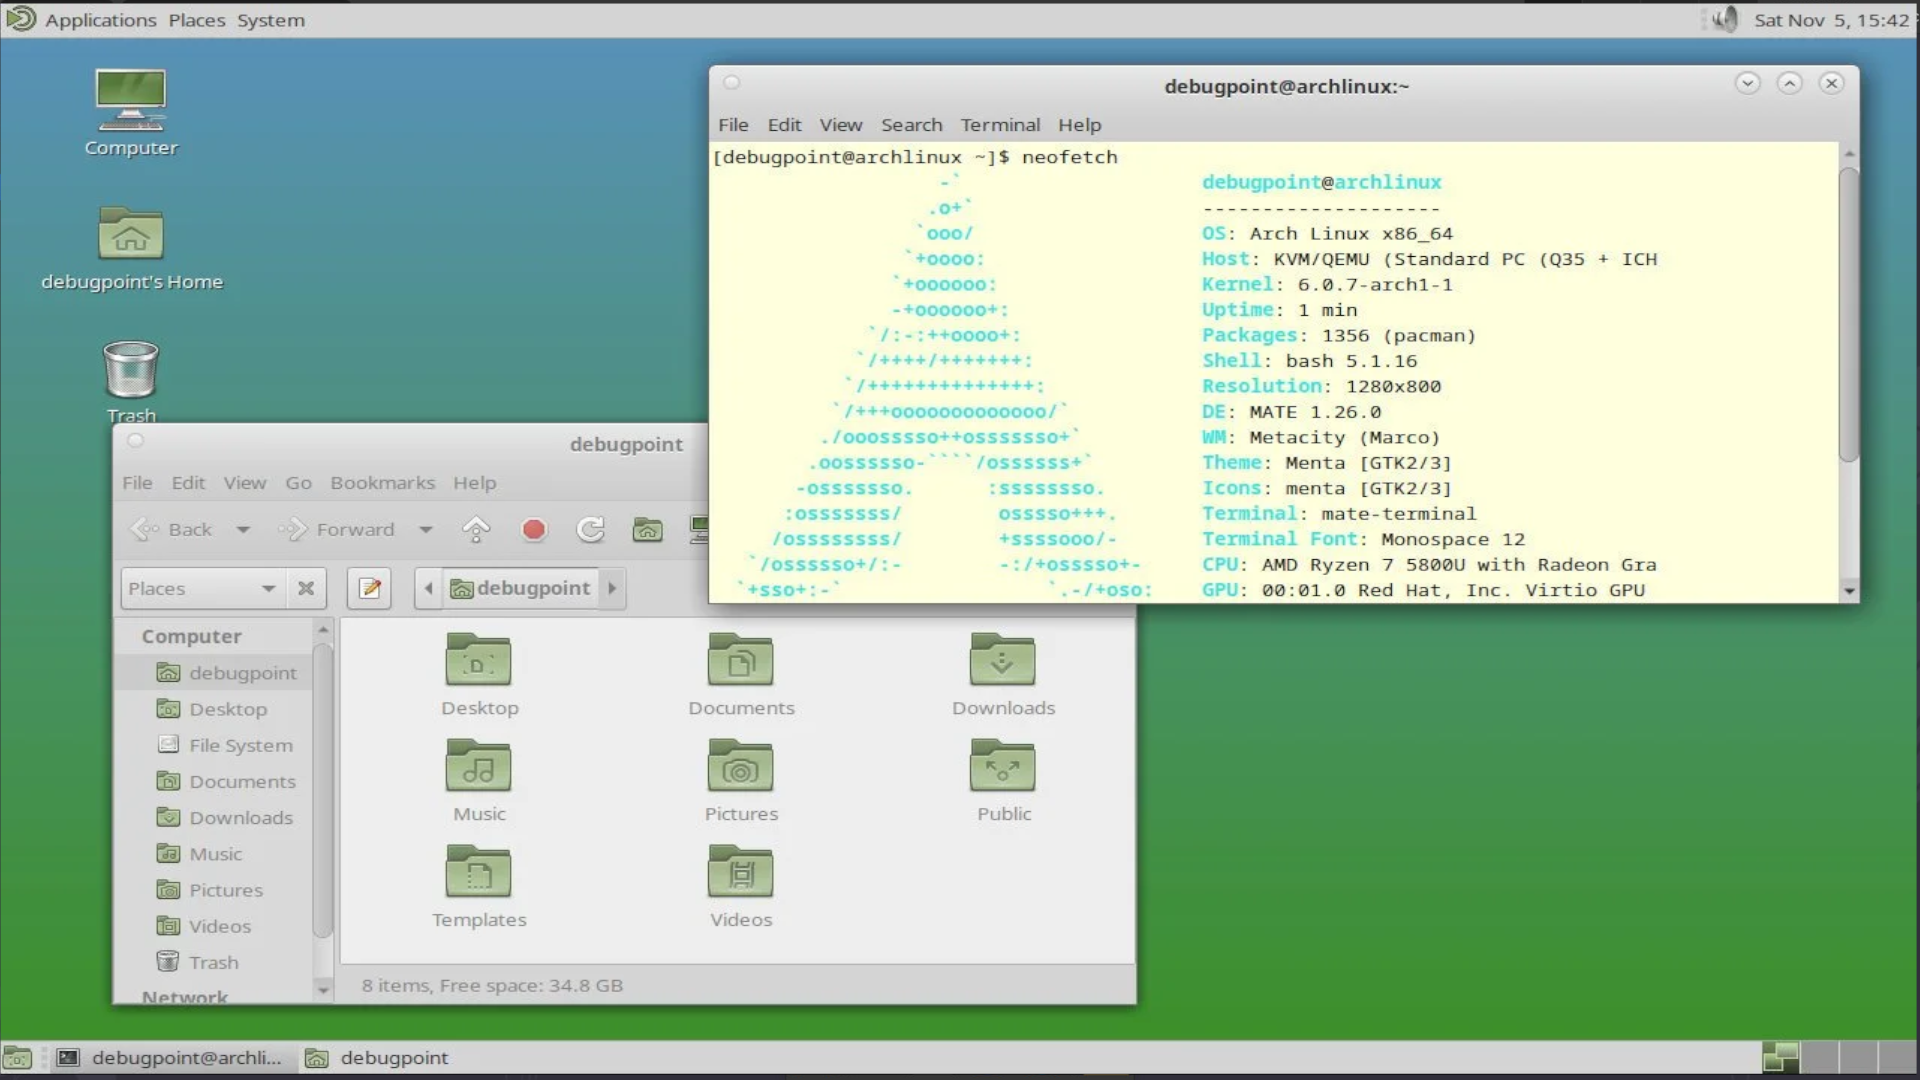 Applications Places System
Sat Nov 5, 15:42
Computer
debugpoint's Home
Trash
debugpoint@archlinux:~
File Edit View Search Terminal Help
[debugpoint@archlinux ~]$ neofetch
-`
.o+`
`ooo/
`+oooo:
`+oooooo:
-+oooooo+:
`/:-:++oooo+:
`/++++/+++++++:
`/++++++++++++++:
`/+++ooooooooooooo/`
./ooosssso++osssssso+`
.oossssso-````/ossssss+`
-osssssso. :ssssssso.
:osssssss/ osssso+++.
/ossssssss/ +ssssooo/-
`/ossssso+/:- -:/+osssso+-
`+sso+:-` `.-/+oso:
debugpoint@archlinux
--------------------
OS: Arch Linux x86_64
Host: KVM/QEMU (Standard PC (Q35 + ICH
Kernel: 6.0.7-arch1-1
Uptime: 1 min
Packages: 1356 (pacman)
Shell: bash 5.1.16
Resolution: 1280x800
DE: MATE 1.26.0
WM: Metacity (Marco)
Theme: Menta [GTK2/3]
Icons: menta [GTK2/3]
Terminal: mate-terminal
Terminal Font: Monospace 12
CPU: AMD Ryzen 7 5800U with Radeon Gra
GPU: 00:01.0 Red Hat, Inc. Virtio GPU
debugpoint
File Edit View Go Bookmarks Help
Back Forward
Places debugpoint
Computer
debugpoint
Desktop
File System
Documents
Downloads
Music
Pictures
Videos
Trash
Network
Desktop Documents Downloads
Music Pictures Public
Templates Videos
8 items, Free space: 34.8 GB
debugpoint@archli... debugpoint